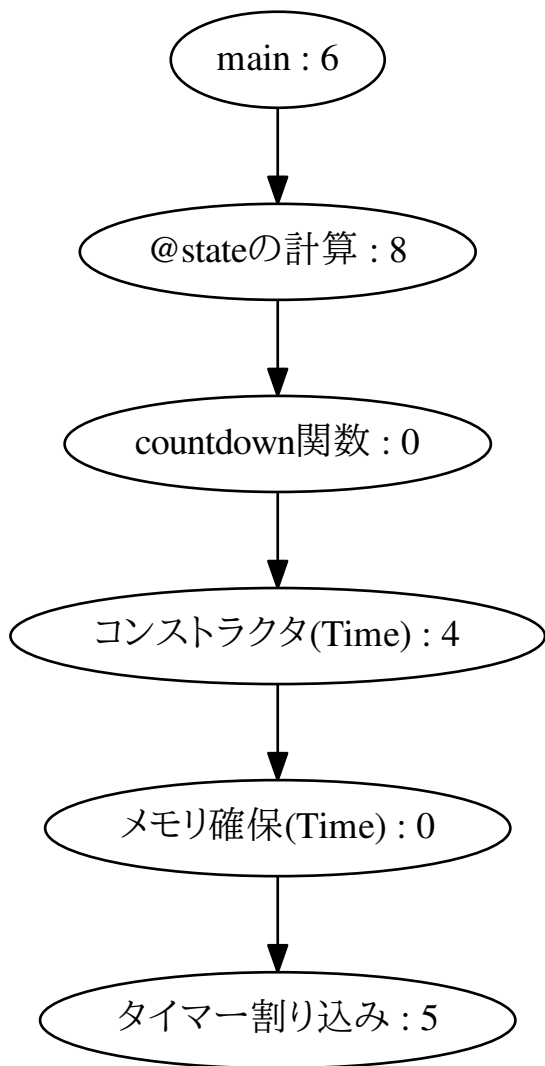 main : 6
@stateの計算 : 8
countdown関数 : 0
コンストラクタ(Time) : 4
メモリ確保(Time) : 0
タイマー割り込み : 5